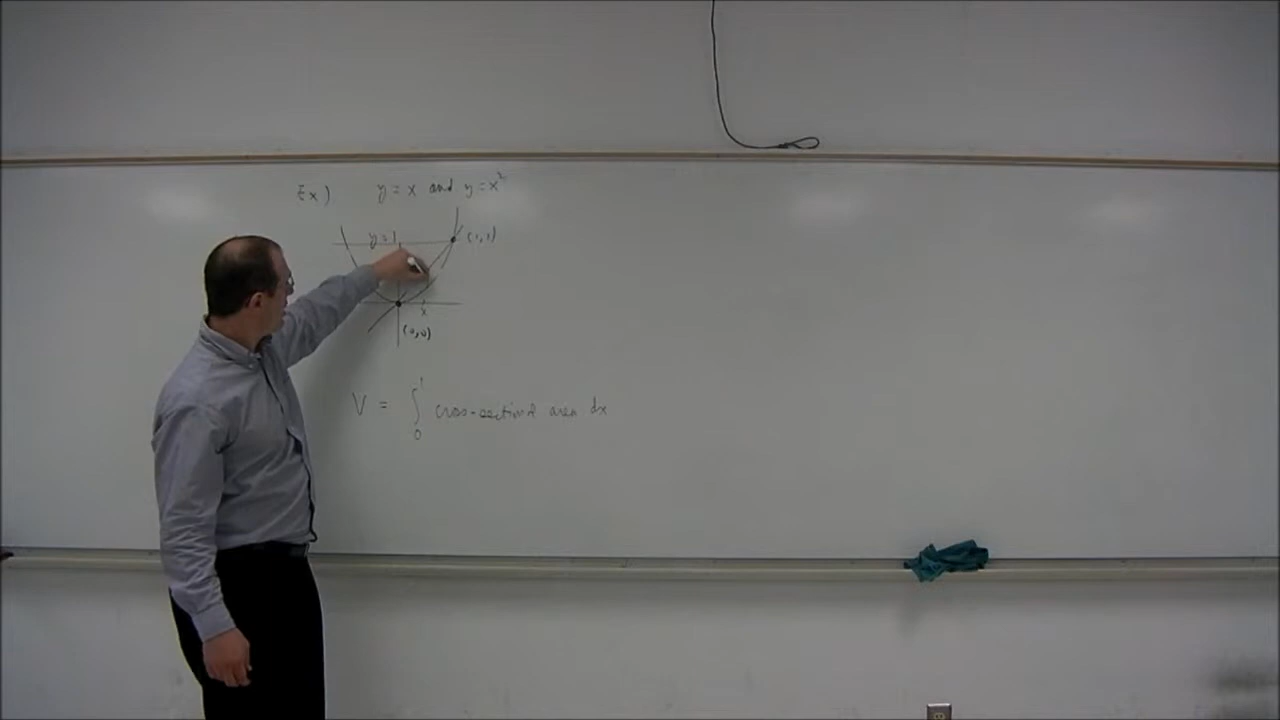 Ex) y = x and y = x²
y=1
(1,1)
x
(0,0)
V = ∫₀¹ cross-sectional area dx